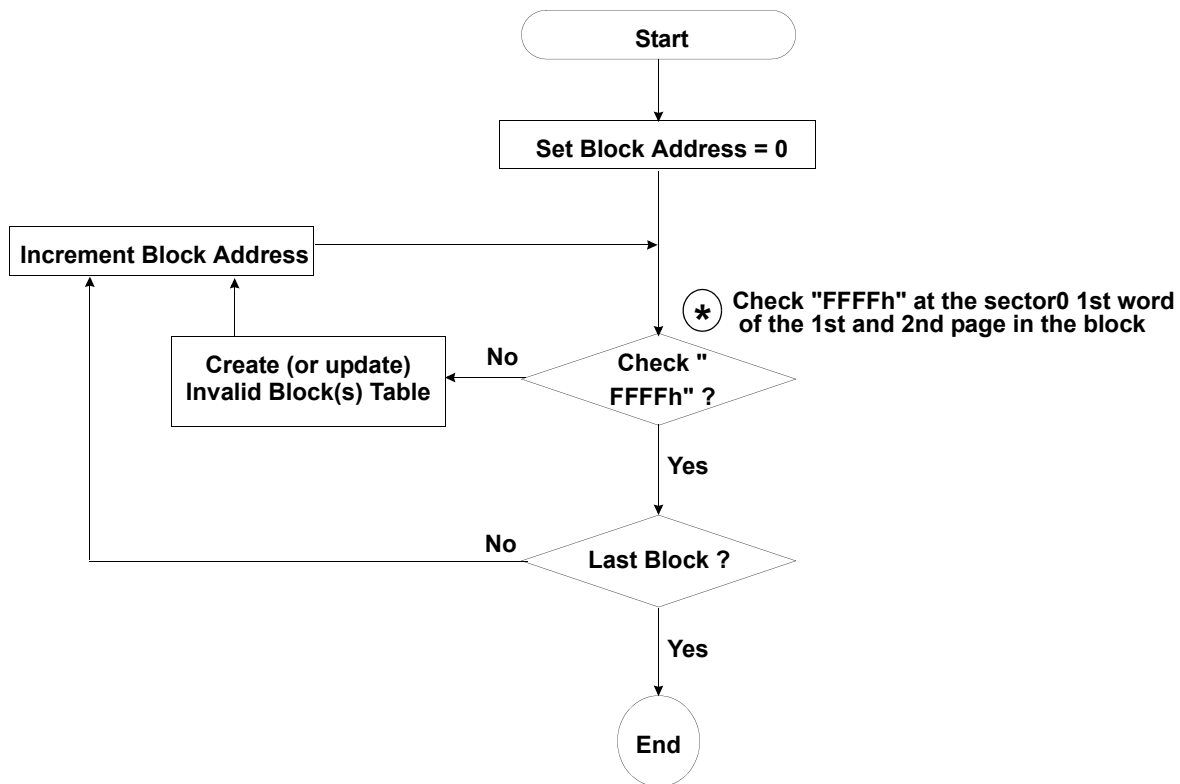 Start
Set Block Address = 0
Increment Block Address
* Check "FFFFh" at the sector0 1st word
of the 1st and 2nd page in the block
No
Check "
FFFFh" ?
Create (or update)
Invalid Block(s) Table
Yes
No
Last Block ?
Yes
End